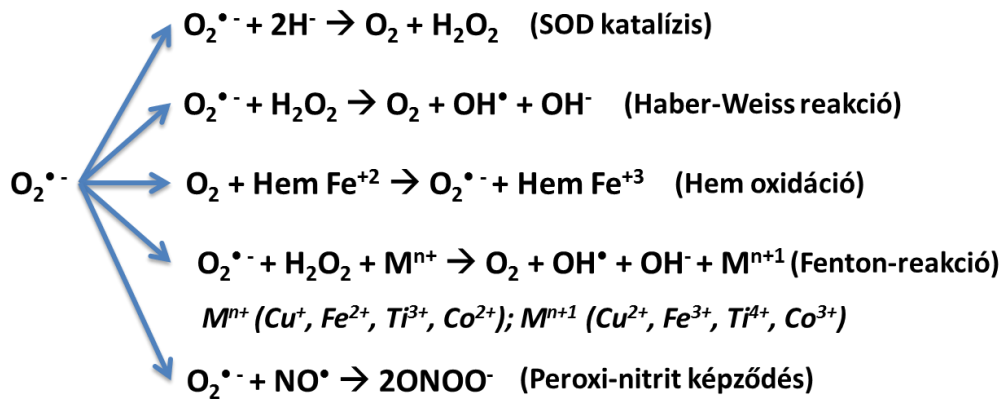 O₂•⁻ + 2H⁻ → O₂ + H₂O₂ (SOD katalízis)
O₂•⁻ + H₂O₂ → O₂ + OH• + OH⁻ (Haber-Weiss reakció)
O₂•⁻
O₂ + Hem Fe⁺² → O₂•⁻ + Hem Fe⁺³ (Hem oxidáció)
O₂•⁻ + H₂O₂ + Mⁿ⁺ → O₂ + OH• + OH⁻ + Mⁿ⁺¹ (Fenton-reakció)
Mⁿ⁺ (Cu⁺, Fe²⁺, Ti³⁺, Co²⁺); Mⁿ⁺¹ (Cu²⁺, Fe³⁺, Ti⁴⁺, Co³⁺)
O₂•⁻ + NO• → 2ONOO⁻ (Peroxi-nitrit képződés)